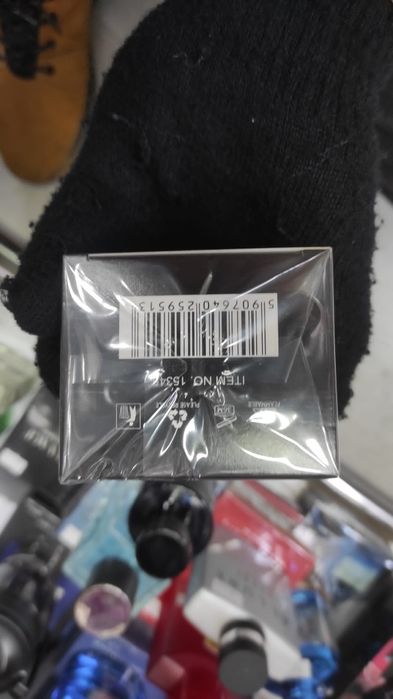 5 907640 259513
ITEM NO. 1534
PLEASE RECYCLE
FLAMMABLE